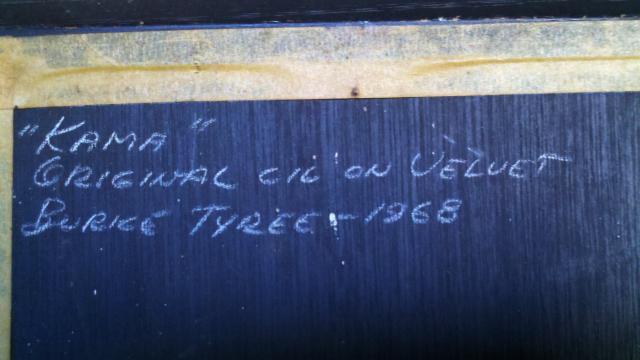 "KAMA"
ORIGINAL OIL ON VELVET
BURKE TYREE-1968